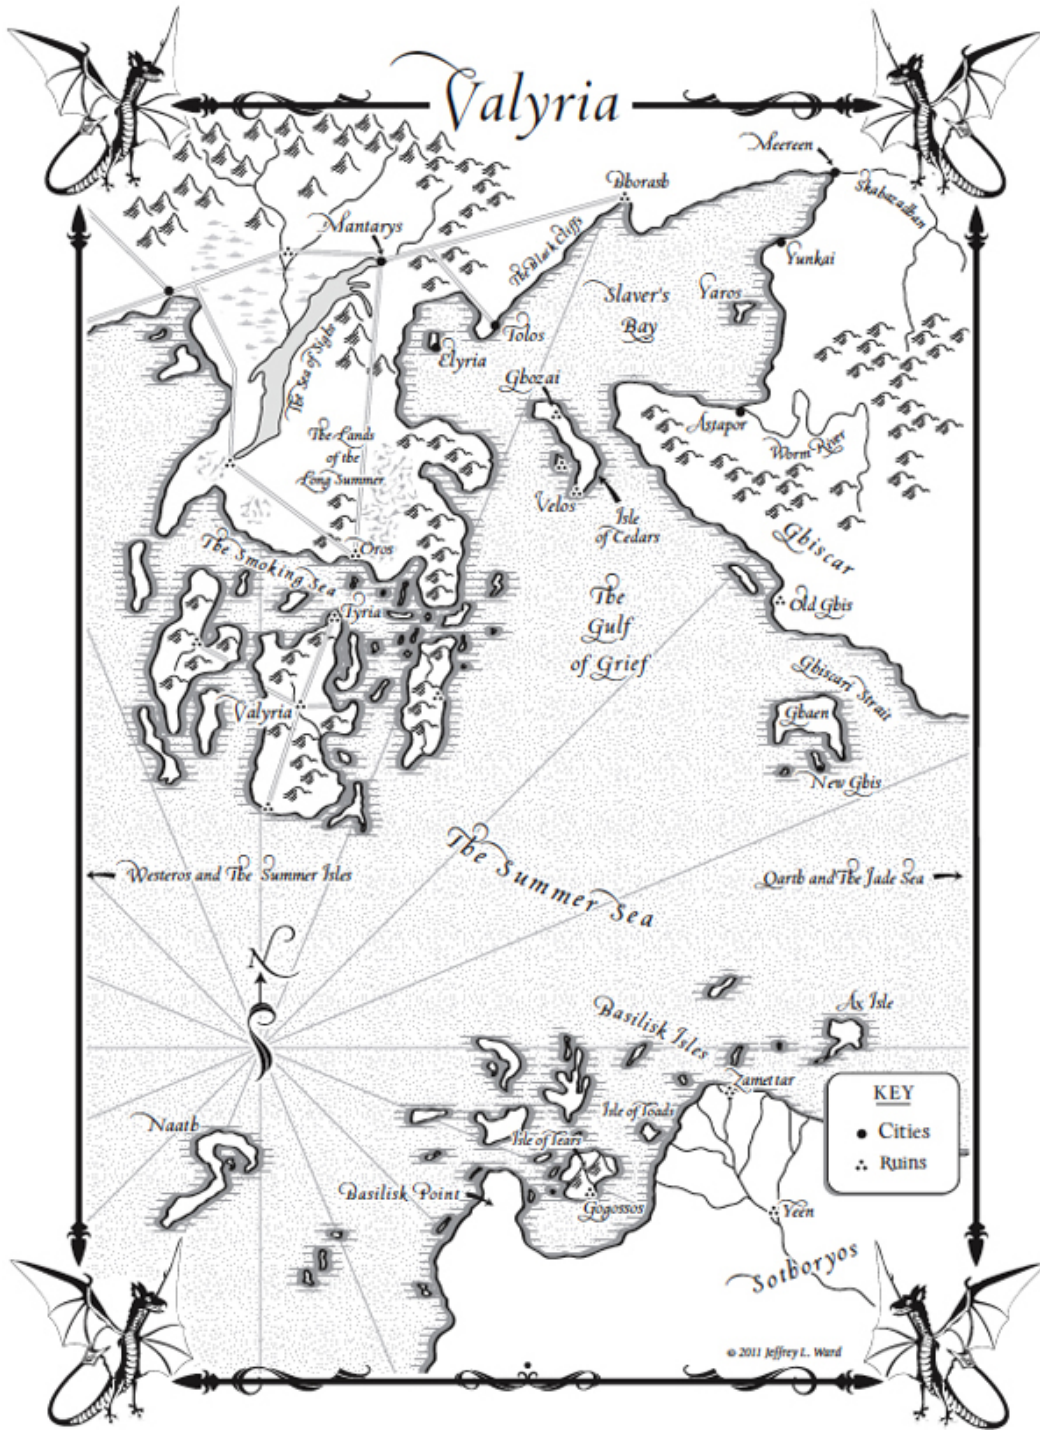 Valyria
Meereen
Bhorash
Skahazadhan
Mantarys
The Black Cliffs
Yunkai
Slaver's
Bay
Yaros
Tolos
Elyria
The Sea of Sighs
Ghozai
Astapor
The Lands
of the
Long Summer
Worm River
Velos
Isle
of Cedars
Ghiscar
The Smoking Sea
Oros
Tyria
The
Gulf
of Grief
Old Ghis
Ghiscari Strait
Valyria
Ghaen
New Ghis
The Summer Sea
Westeros and The Summer Isles
Qarth and The Jade Sea
N
Basilisk Isles
Ax Isle
Zamettar
KEY
Cities
Ruins
Naath
Isle of Toads
Isle of Tears
Basilisk Point
Gogossos
Yeen
Sothoryos
© 2011 Jeffrey L. Ward